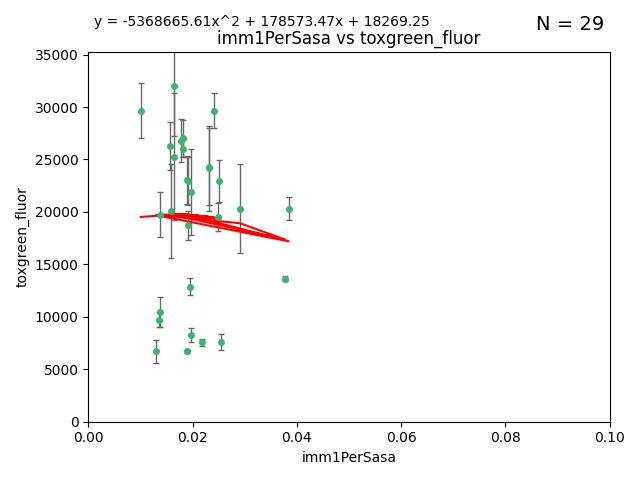 y = -5368665.61x^2 + 178573.47x + 18269.25
N = 29
imm1PerSasa vs toxgreen_fluor
35000
30000
25000
20000
15000
10000
5000
0
toxgreen_fluor
0.00 0.02 0.04 0.06 0.08 0.10
imm1PerSasa